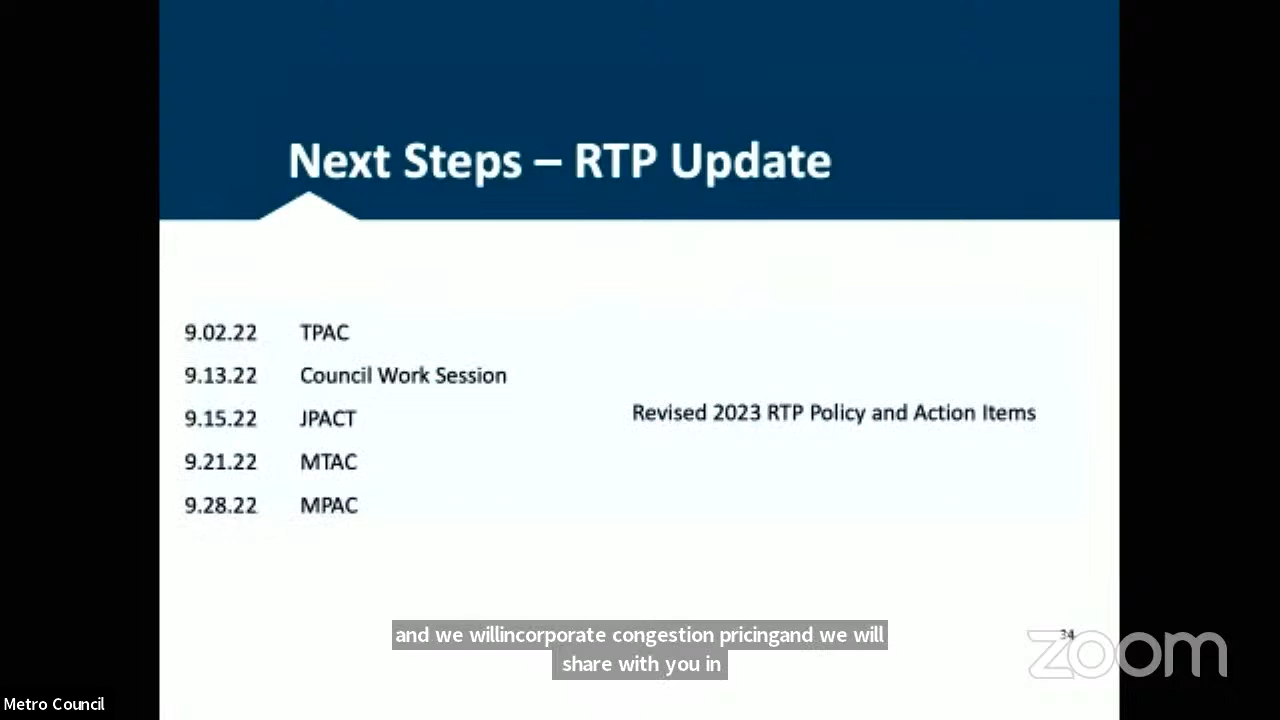 Next Steps – RTP Update
9.02.22 TPAC
9.13.22 Council Work Session
9.15.22 JPACT
Revised 2023 RTP Policy and Action Items
9.21.22 MTAC
9.28.22 MPAC
34
and we willincorporate congestion pricingand we will
share with you in
zoom
Metro Council